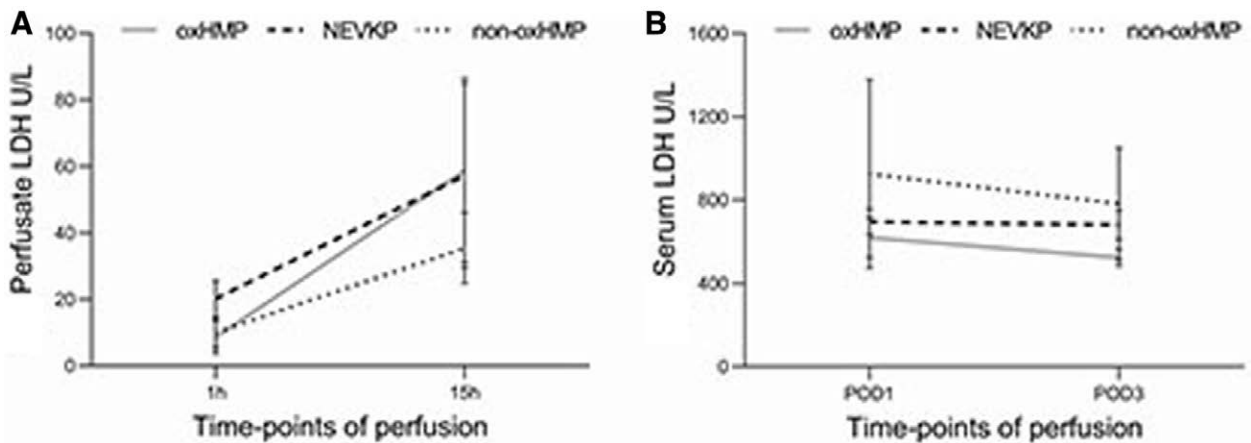 A
oxHMP NEVKP non-oxHMP
Perfusate LDH U/L
100
80
60
40
20
0
1h 15h
Time-points of perfusion
B
oxHMP NEVKP non-oxHMP
Serum LDH U/L
1600
1200
800
400
0
POD1 POD3
Time-points of perfusion